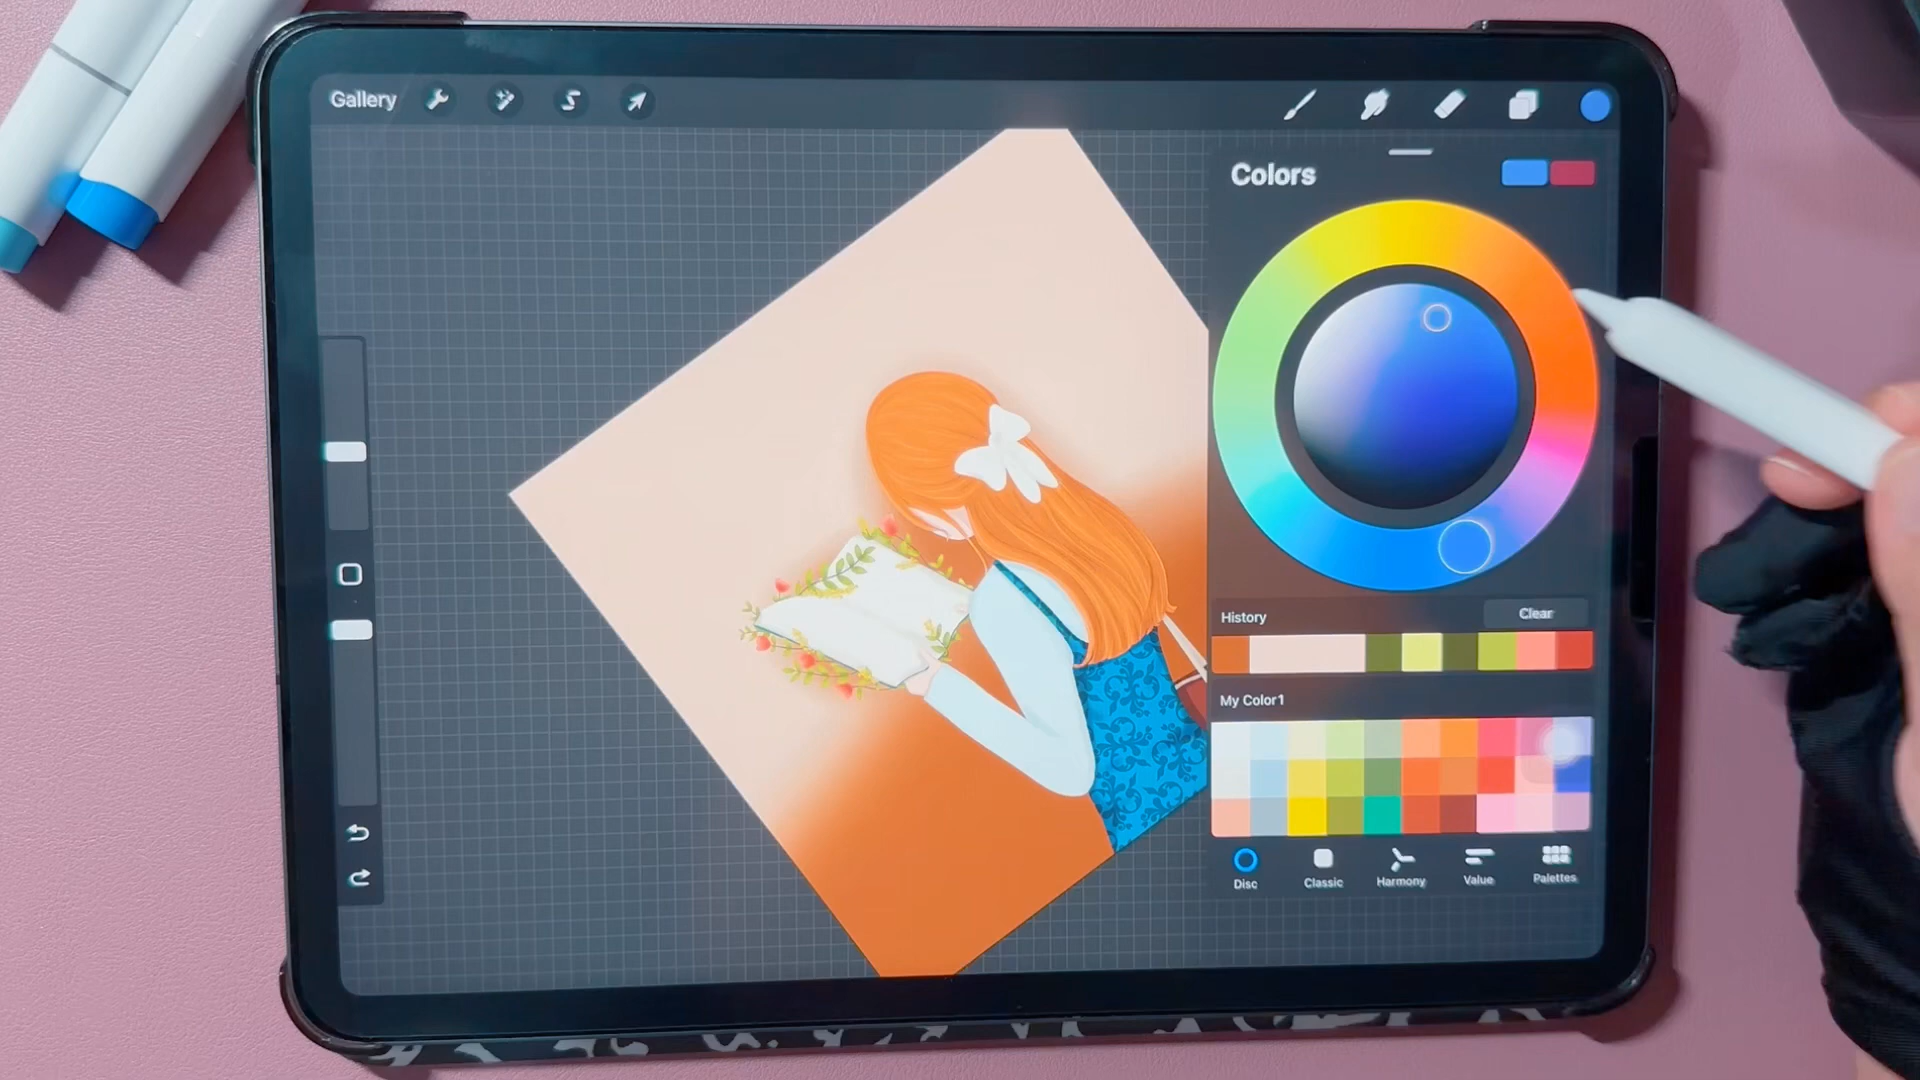 Gallery
Colors
History
Clear
My Color1
Disc
Classic
Harmony
Value
Palettes